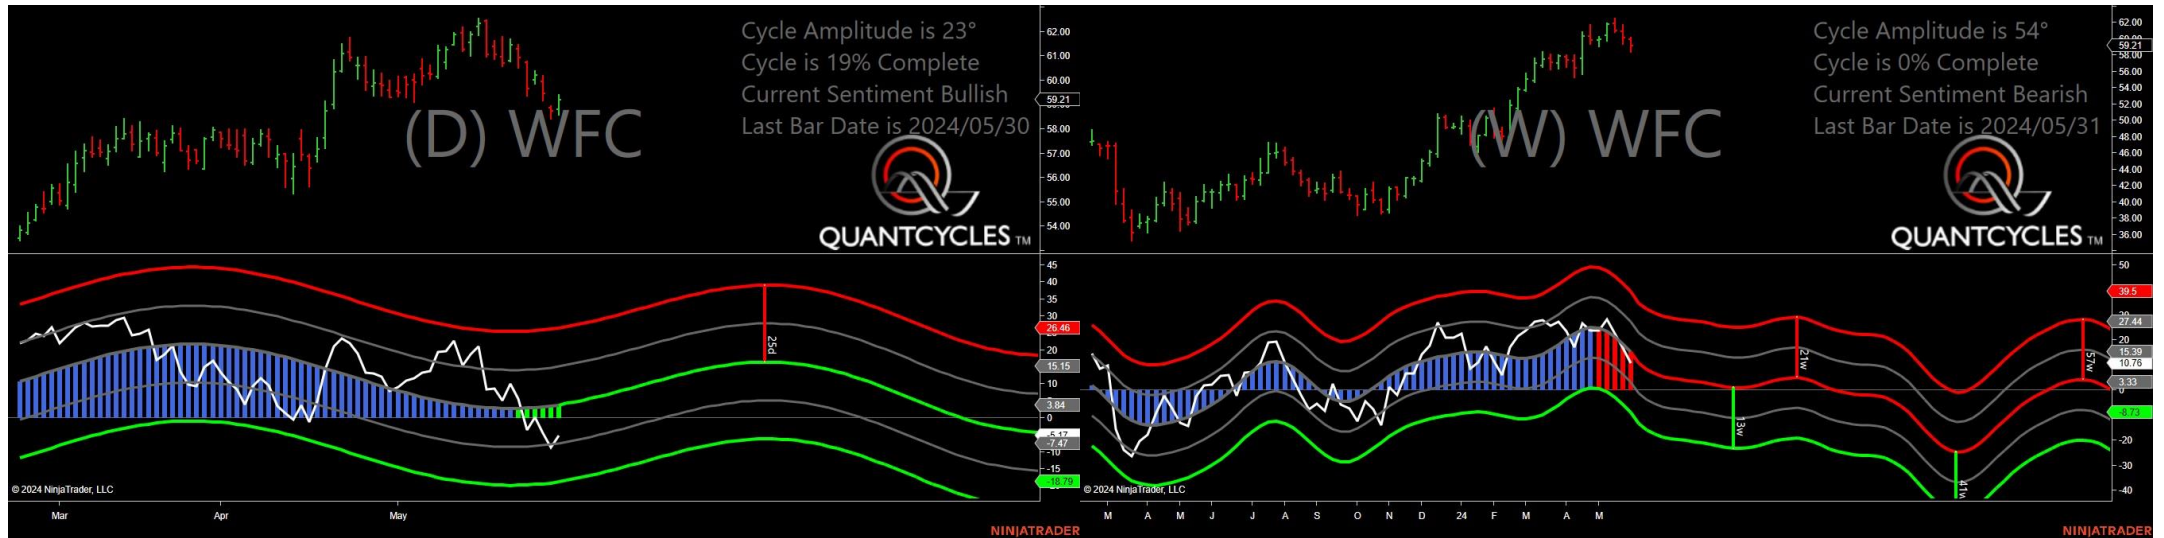 Cycle Amplitude is 23°
Cycle is 19% Complete
Current Sentiment Bullish
Last Bar Date is 2024/05/30
(D) WFC
QUANTCYCLES TM
62.00
61.00
60.00
59.21
58.00
57.00
56.00
55.00
54.00
45
40
35
30
26.46
20
15.15
10
3.84
0
-5.17
-7.47
-10
-15
-18.79
25d
© 2024 NinjaTrader, LLC
Mar Apr May
NINJATRADER
Cycle Amplitude is 54°
Cycle is 0% Complete
Current Sentiment Bearish
Last Bar Date is 2024/05/31
(W) WFC
QUANTCYCLES TM
62.00
59.21
58.00
56.00
54.00
52.00
50.00
48.00
46.00
44.00
42.00
40.00
38.00
36.00
50
39.5
27.44
20
15.39
10.76
3.33
-8.73
-20
-30
-40
21w
57w
13w
41w
© 2024 NinjaTrader, LLC
M A M J J A S O N D 24 F M A M
NINJATRADER